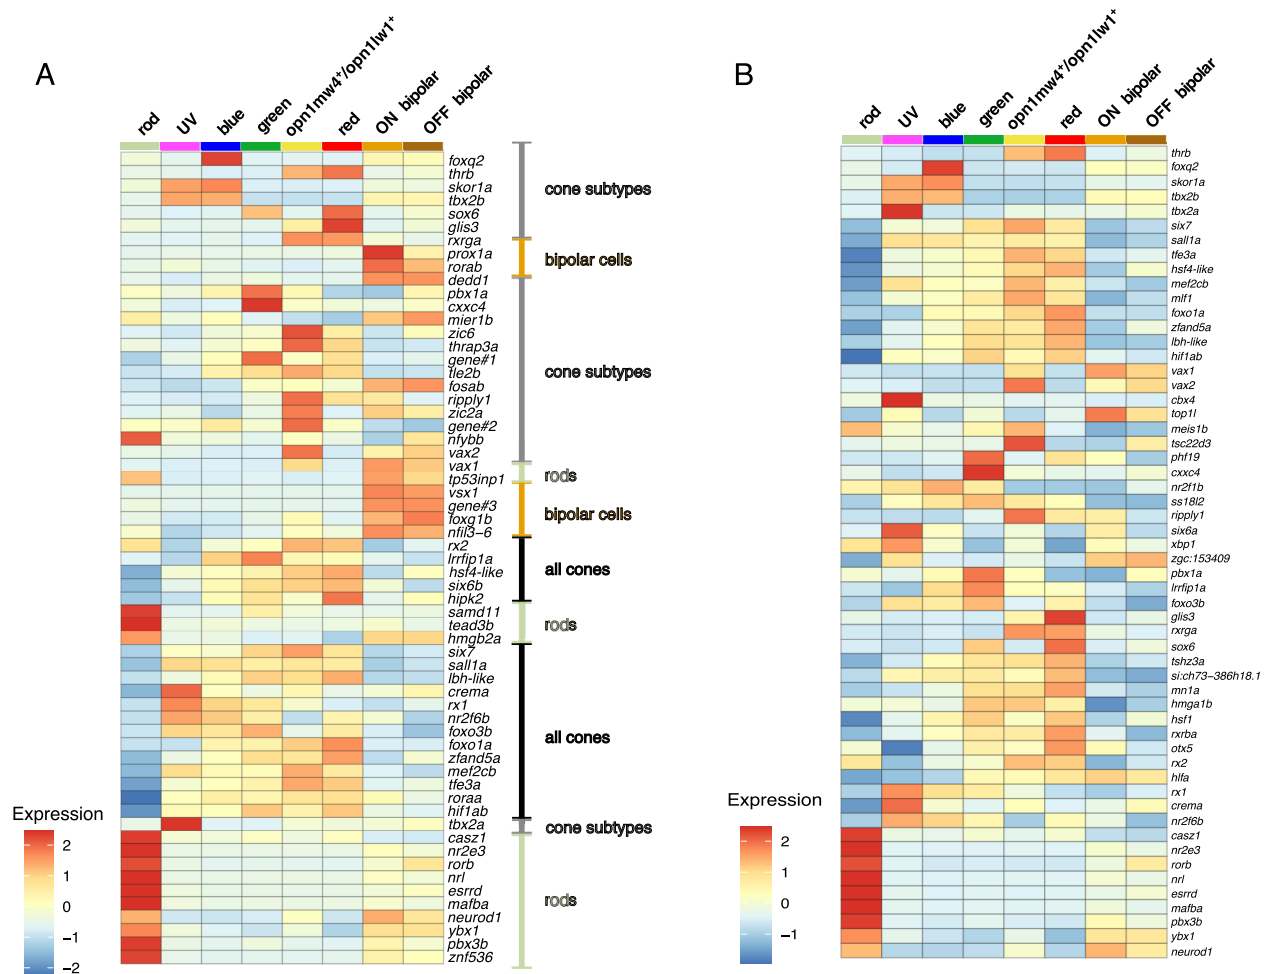 A
rod
UV
blue
green
opn1mw4+/opn1lw1+
red
ON bipolar
OFF bipolar
foxq2
thrb
skor1a
tbx2b
sox6
glis3
rxrga
prox1a
rorab
dedd1
pbx1a
cxxc4
mier1b
zic6
thrap3a
gene#1
tle2b
fosab
ripply1
zic2a
gene#2
nfybb
vax2
vax1
tp53inp1
vsx1
gene#3
foxg1b
nfil3-6
rx2
lrrfip1a
hsf4-like
six6b
hipk2
samd11
tead3b
hmgb2a
six7
sall1a
lbh-like
crema
rx1
nr2f6b
foxo3b
foxo1a
zfand5a
mef2cb
tfe3a
roraa
hif1ab
tbx2a
casz1
nr2e3
rorb
nrl
esrrd
mafba
neurod1
ybx1
pbx3b
znf536
cone subtypes
bipolar cells
cone subtypes
rods
bipolar cells
all cones
rods
all cones
cone subtypes
rods
Expression
2
1
0
−1
−2
B
rod
UV
blue
green
opn1mw4+/opn1lw1+
red
ON bipolar
OFF bipolar
thrb
foxq2
skor1a
tbx2b
tbx2a
six7
sall1a
tfe3a
hsf4-like
mef2cb
mlf1
foxo1a
zfand5a
lbh-like
hif1ab
vax1
vax2
cbx4
top1l
meis1b
tsc22d3
phf19
cxxc4
nr2f1b
ss18l2
ripply1
six6a
xbp1
zgc:153409
pbx1a
lrrfip1a
foxo3b
glis3
rxrga
sox6
tshz3a
si:ch73-386h18.1
mn1a
hmga1b
hsf1
rxrba
otx5
rx2
hlfa
rx1
crema
nr2f6b
casz1
nr2e3
rorb
nrl
esrrd
mafba
pbx3b
ybx1
neurod1
Expression
2
1
0
−1